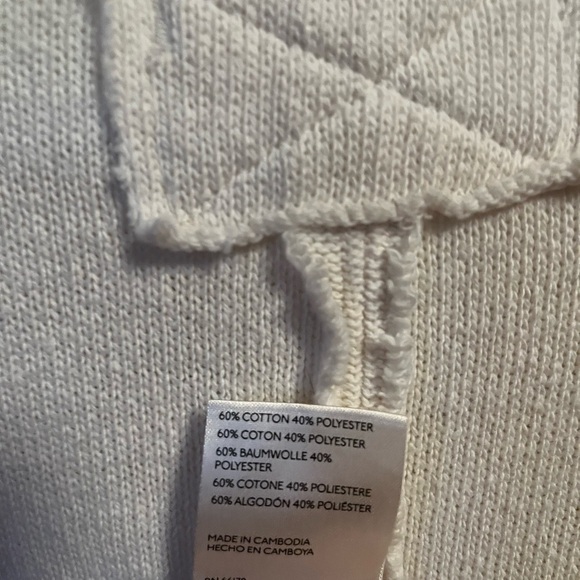 60% COTTON 40% POLYESTER
60% COTON 40% POLYESTER
60% BAUMWOLLE 40%
POLYESTER
60% COTONE 40% POLIESTERE
60% ALGODÓN 40% POLIÉSTER
MADE IN CAMBODIA
HECHO EN CAMBOYA